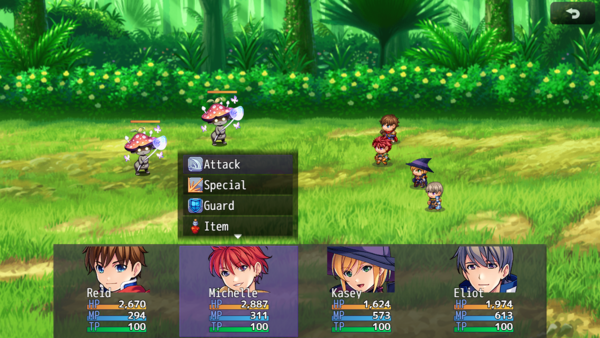 Attack
Special
Guard
Item
Reid Michelle Kasey Eliot
HP 2,670 HP 2,887 HP 1,624 HP 1,974
MP 294 MP 311 MP 573 MP 613
TP 100 TP 100 TP 100 TP 100